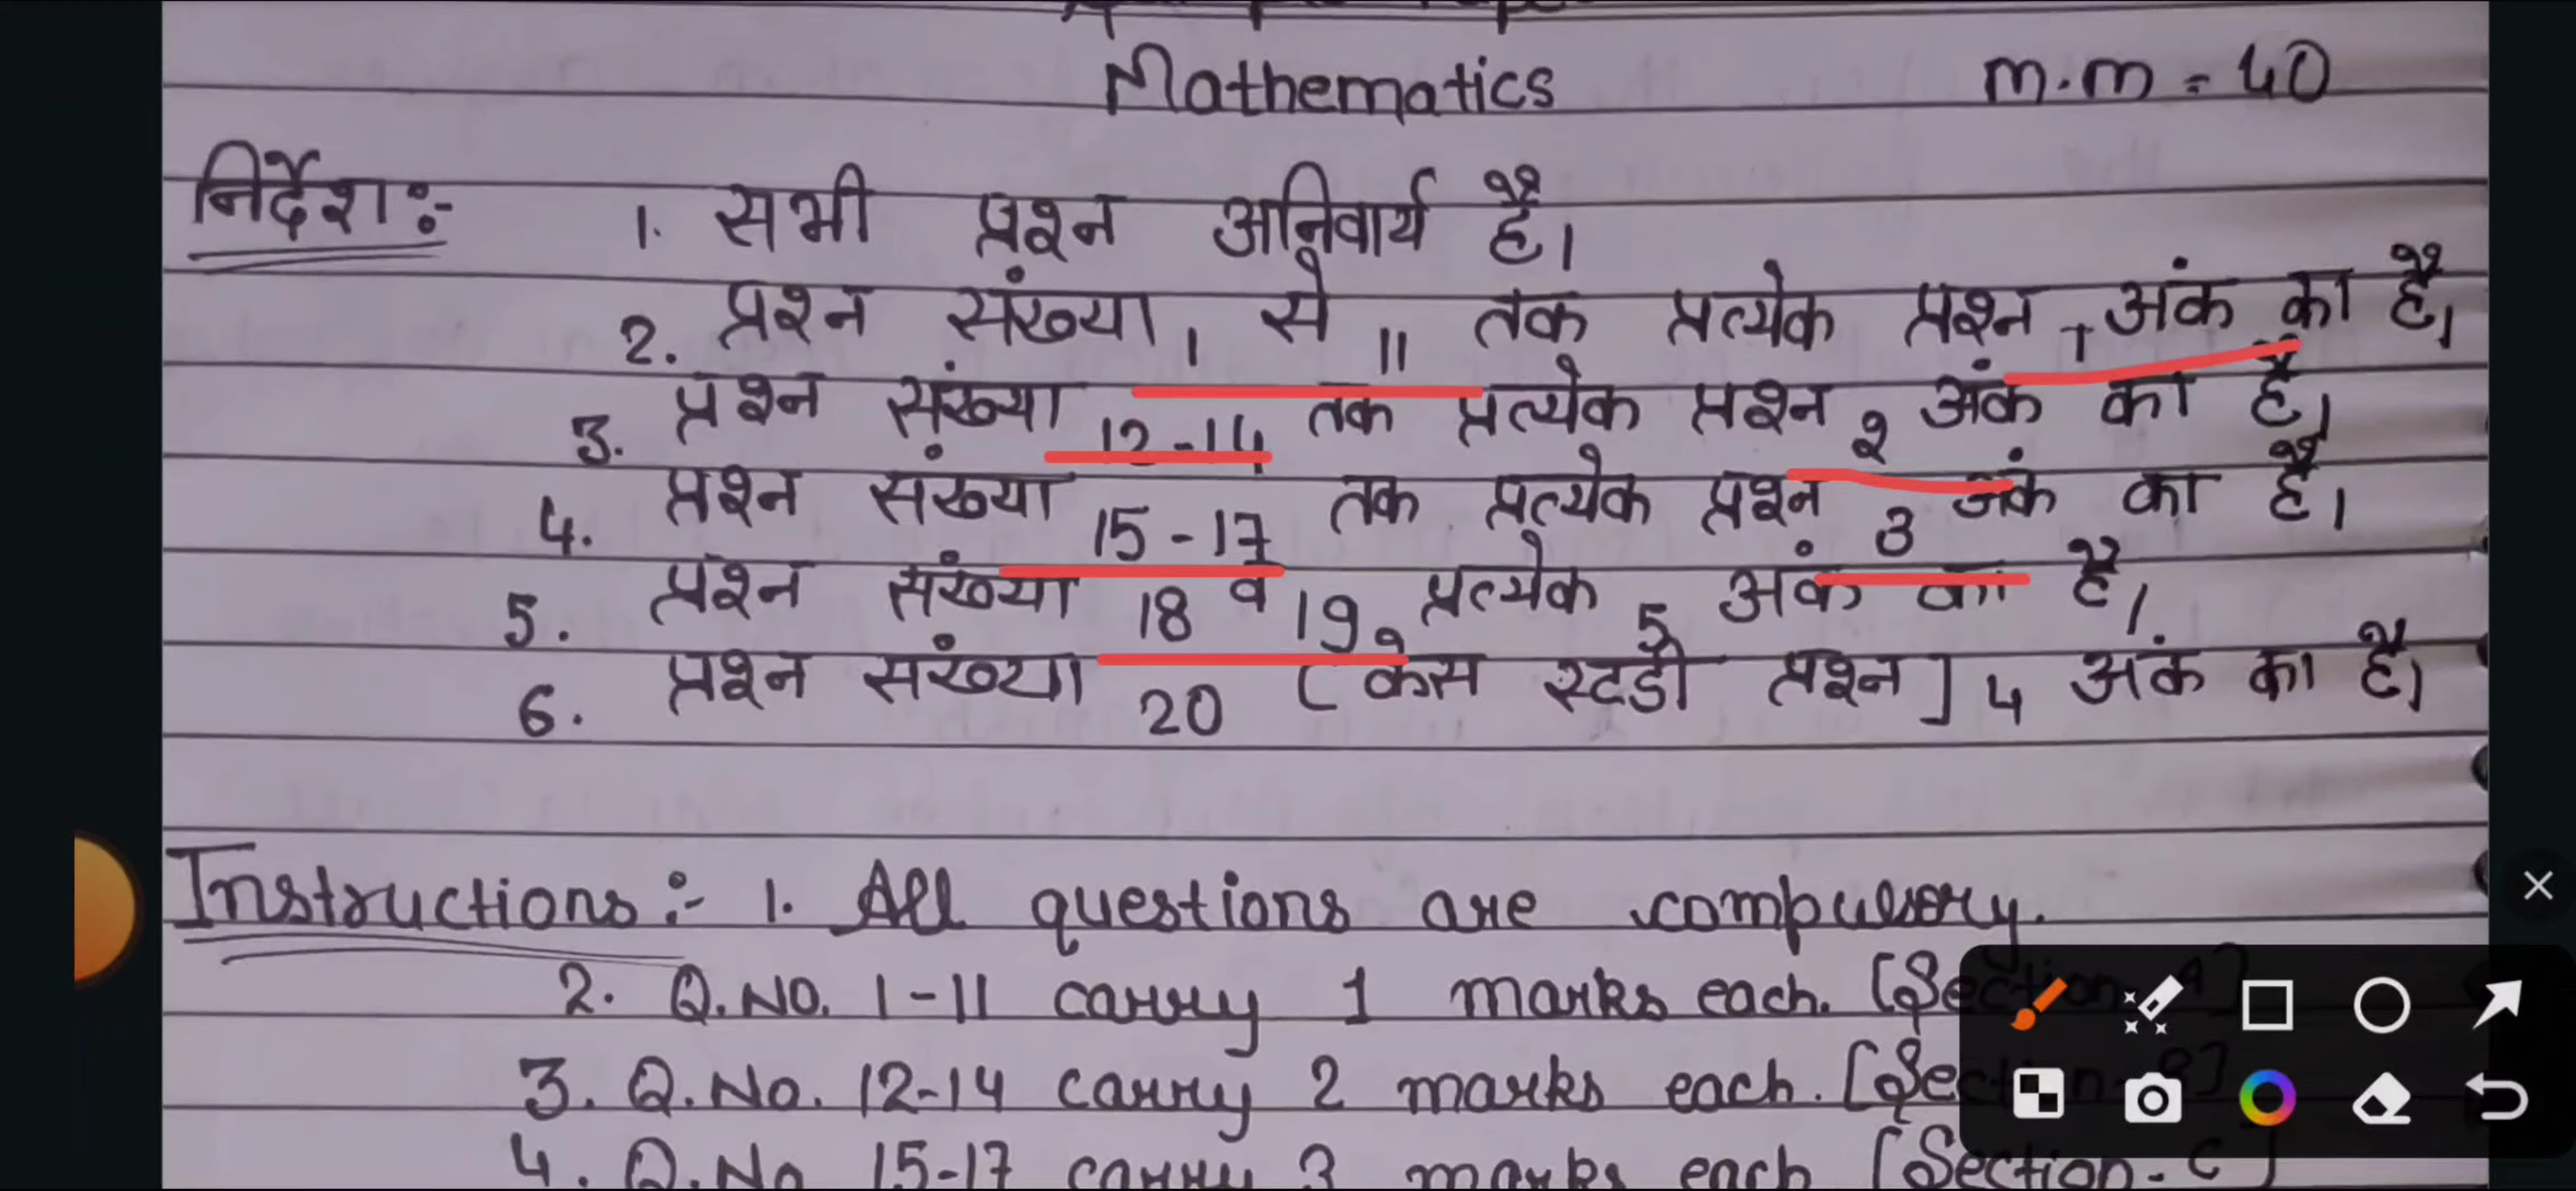 Mathematics m.m = 40
निर्देश :- 1. सभी प्रश्न अनिवार्य है।
2. प्रश्न संख्या 1 से 11 तक प्रत्येक प्रश्न 1 अंक का है।
3. प्रश्न संख्या 12-14 तक प्रत्येक प्रश्न 2 अंक का है।
4. प्रश्न संख्या 15-17 तक प्रत्येक प्रश्न 3 अंक का है।
5. प्रश्न संख्या 18 व 19 प्रत्येक 5 अंक का है।
6. प्रश्न संख्या 20 [केस स्टडी प्रश्न] 4 अंक का है।
Instructions :- 1. All questions are compulsory.
2. Q.NO. 1-11 carry 1 marks each. [Section-A]
3. Q.No. 12-14 carry 2 marks each. [Section-B]
4. Q.No 15-17 carry 3 marks each [Section-C]